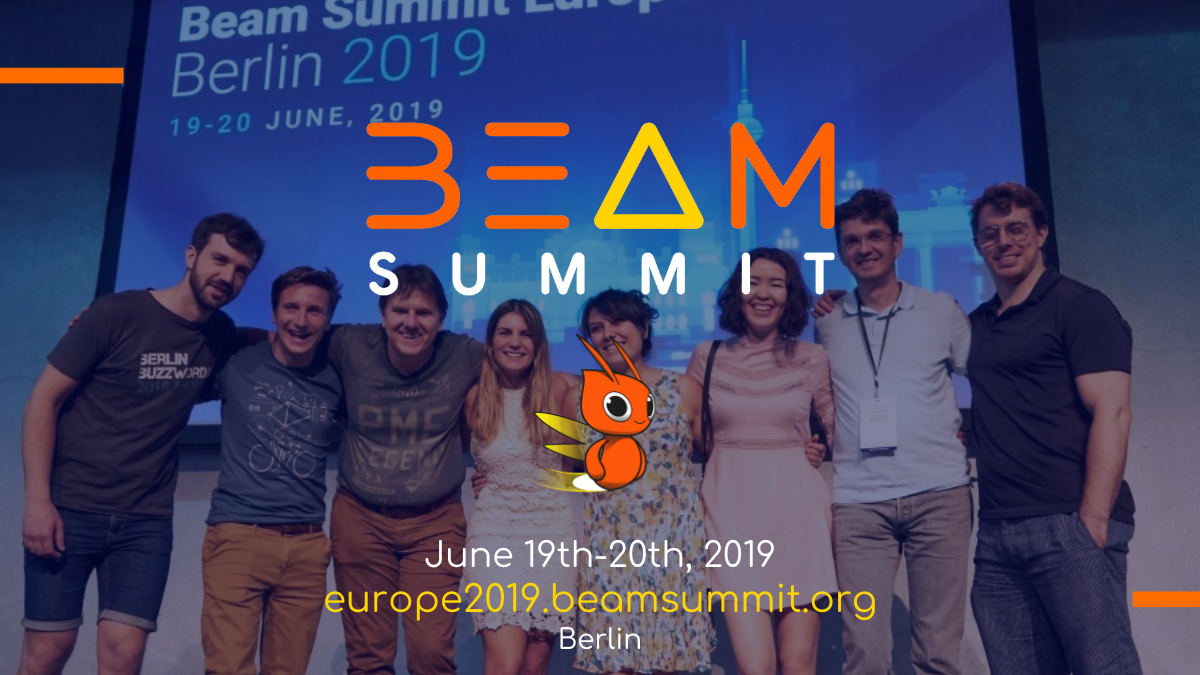 Beam Summit Europe
Berlin 2019
19-20 JUNE, 2019
BEAM
SUMMIT
BERLIN
BUZZWORDS
June 19th-20th, 2019
europe2019.beamsummit.org
Berlin